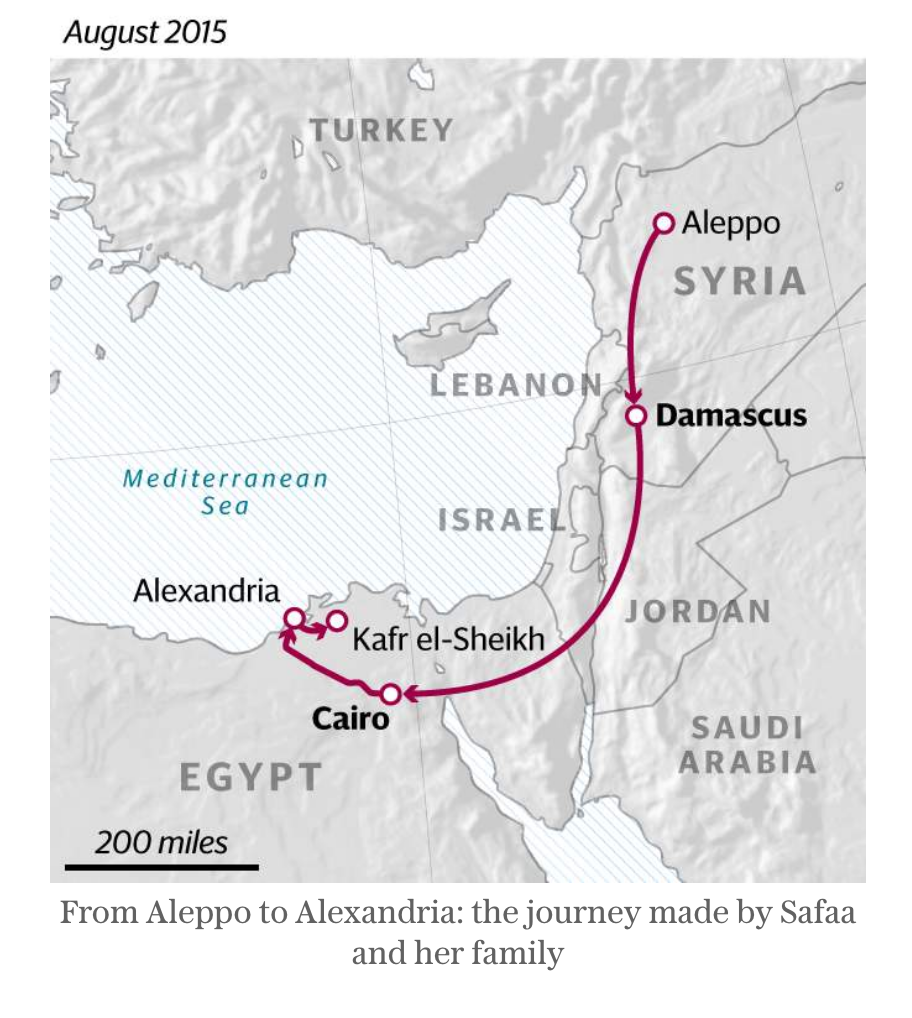 August 2015
TURKEY
Aleppo
SYRIA
LEBANON
Damascus
Mediterranean
Sea
ISRAEL
Alexandria
JORDAN
Kafr el-Sheikh
Cairo
SAUDI
ARABIA
EGYPT
200 miles
From Aleppo to Alexandria: the journey made by Safaa
and her family